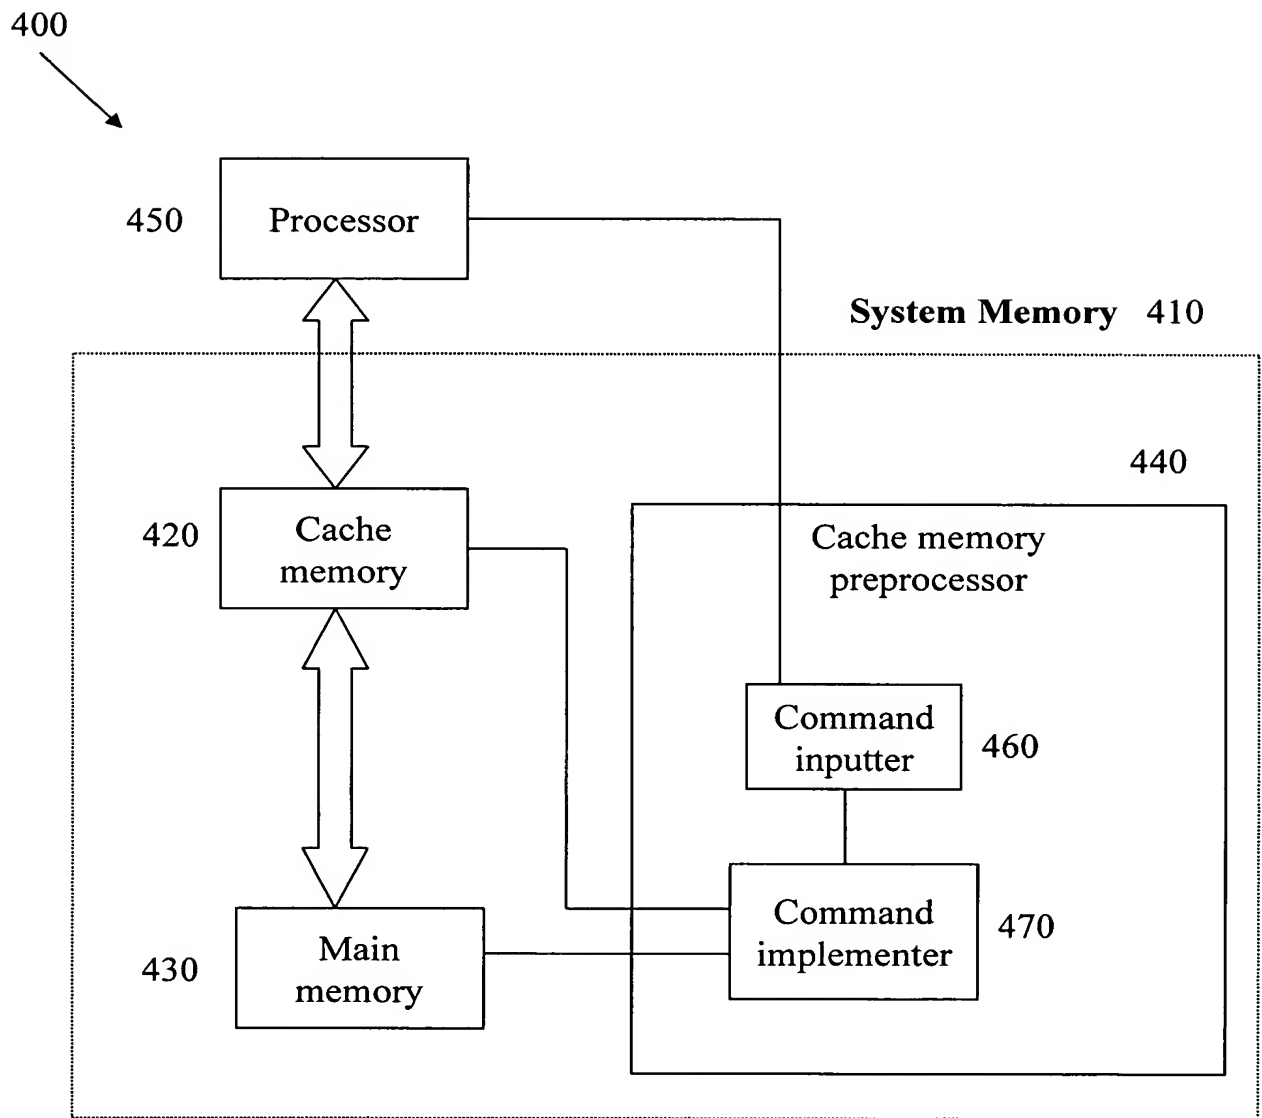 400
450
Processor
System Memory 410
440
420
Cache
memory
Cache memory
preprocessor
Command
inputter
460
430
Main
memory
Command
implementer
470